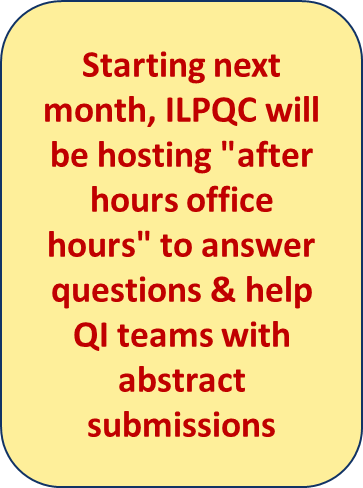 Starting next
month, ILPQC will
be hosting "after
hours office
hours" to answer
questions & help
QI teams with
abstract
submissions